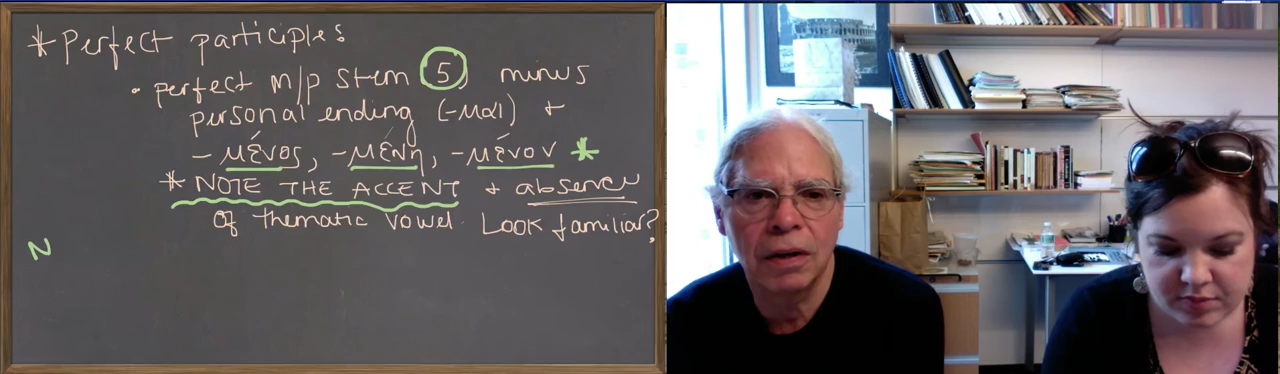 * Perfect participles
• perfect M/p stem (5) minus
personal ending (-μαι) +
- μένος, -μένη, -μένον *
* NOTE THE ACCENT + absence
of thematic vowel. Look familiar?
N